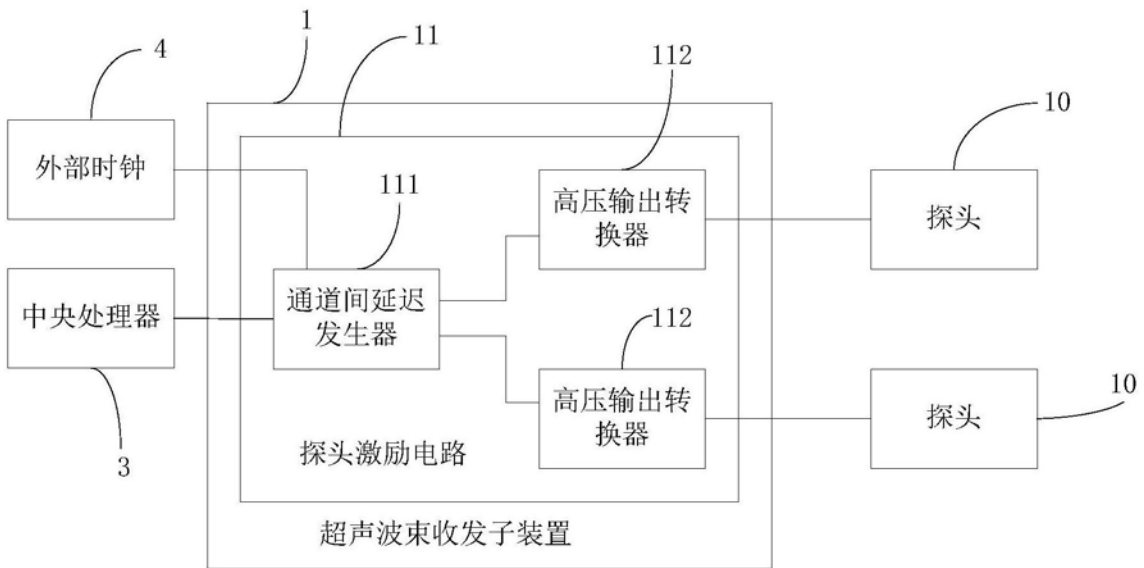 1
11
112
4
10
外部时钟
高压输出转
换器
探头
111
通道间延迟
发生器
中央处理器
112
10
高压输出转
换器
探头
探头激励电路
3
超声波束收发子装置